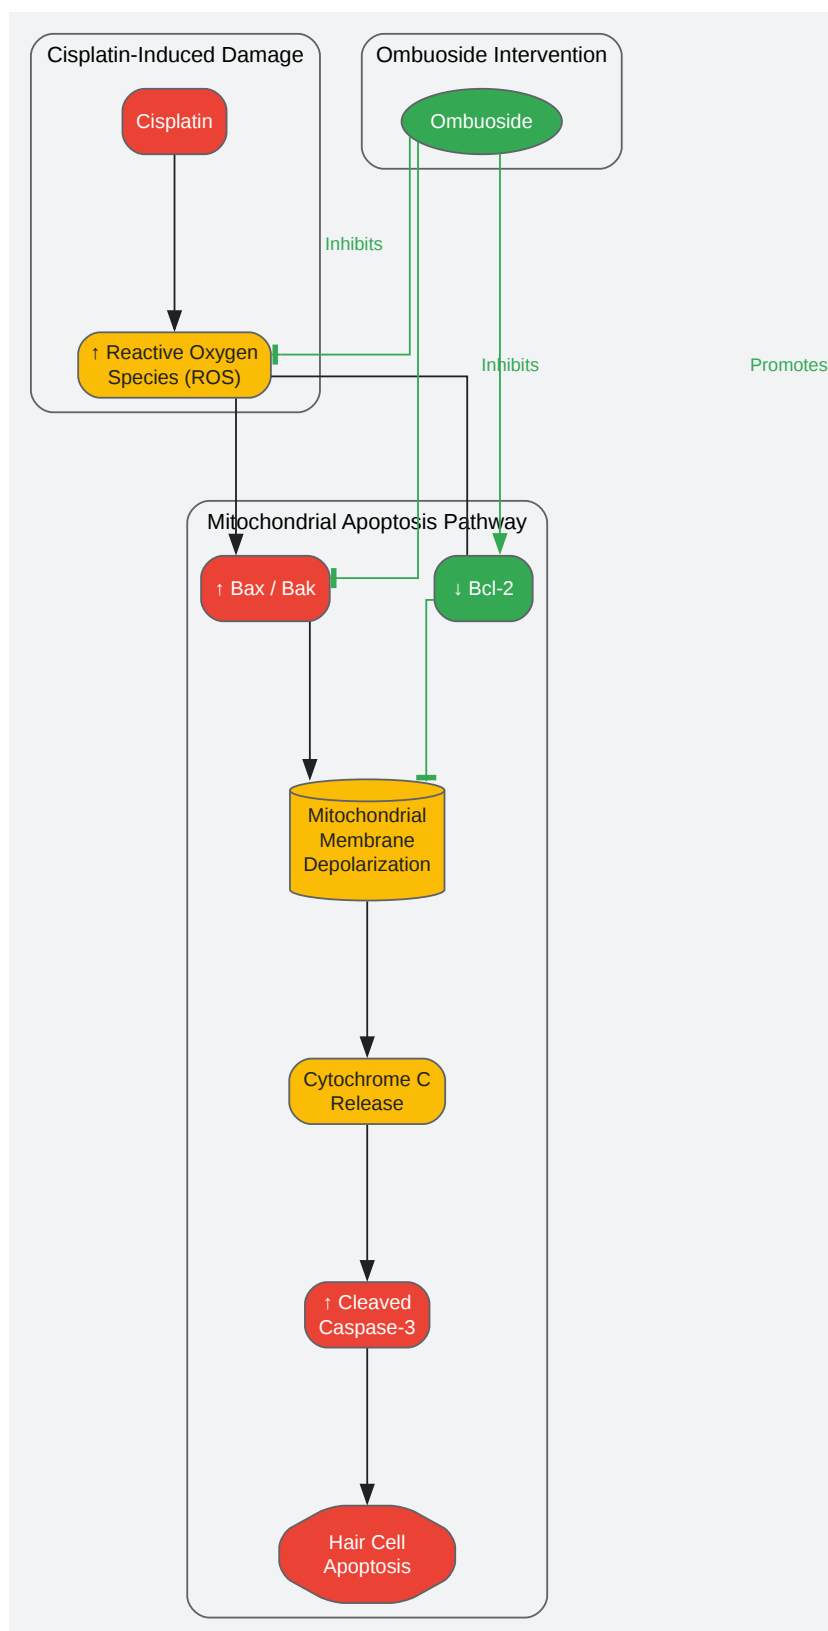 Cisplatin-Induced Damage
Ombuoside Intervention
Cisplatin
Ombuoside
Inhibits
↑ Reactive Oxygen
Species (ROS)
Inhibits
Promotes
Mitochondrial Apoptosis Pathway
↑ Bax / Bak
↓ Bcl-2
Mitochondrial
Membrane
Depolarization
Cytochrome C
Release
↑ Cleaved
Caspase-3
Hair Cell
Apoptosis